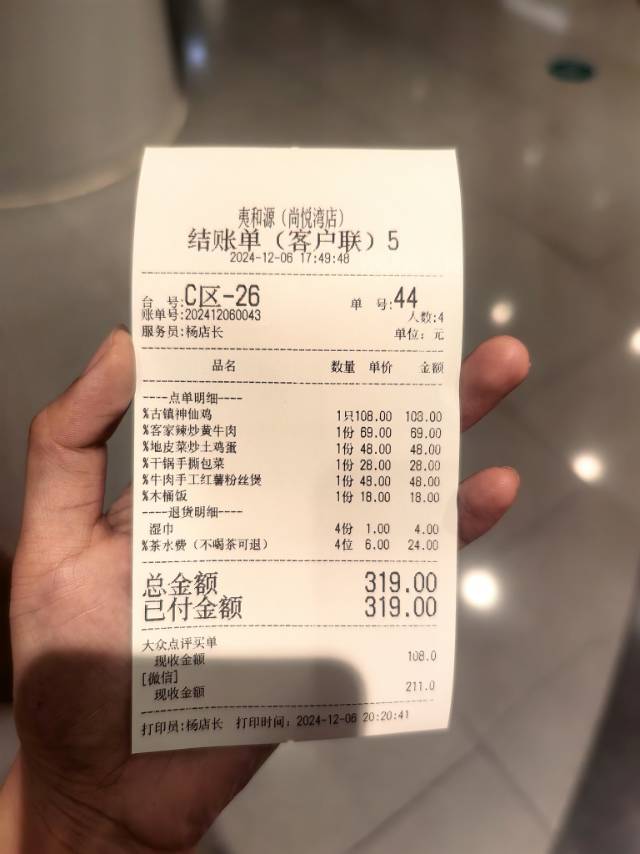 夷和源（尚悦湾店）
结账单（客户联）5
2024-12-06 17:49:48
台 号:C区-26 单 号:44
账单号:202412060043 人数:4
服务员:杨店长 单位: 元
品名 数量 单价 金额
----点单明细----
%古镇神仙鸡 1只108.00 108.00
%客家辣炒黄牛肉 1份 69.00 69.00
%地皮菜炒土鸡蛋 1份 48.00 48.00
%干锅手撕包菜 1份 28.00 28.00
%牛肉手工红薯粉丝煲 1份 48.00 48.00
%木桶饭 1份 18.00 18.00
----退货明细----
湿巾 4份 1.00 4.00
%茶水费（不喝茶可退） 4位 6.00 24.00
总金额 319.00
已付金额 319.00
大众点评买单
现收金额 108.0
[微信]
现收金额 211.0
打印员:杨店长 打印时间: 2024-12-06 20:20:41